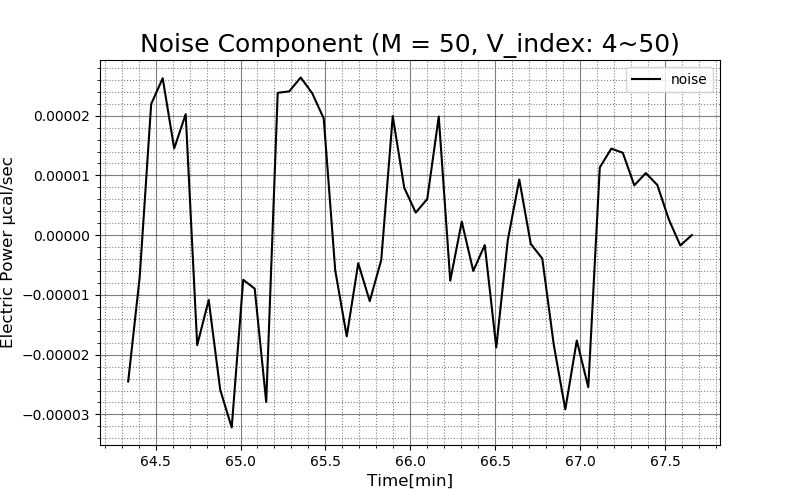 Noise Component (M = 50, V_index: 4~50)
noise
0.00002
0.00001
0.00000
−0.00001
−0.00002
−0.00003
Electric Power μcal/sec
64.5 65.0 65.5 66.0 66.5 67.0 67.5
Time[min]